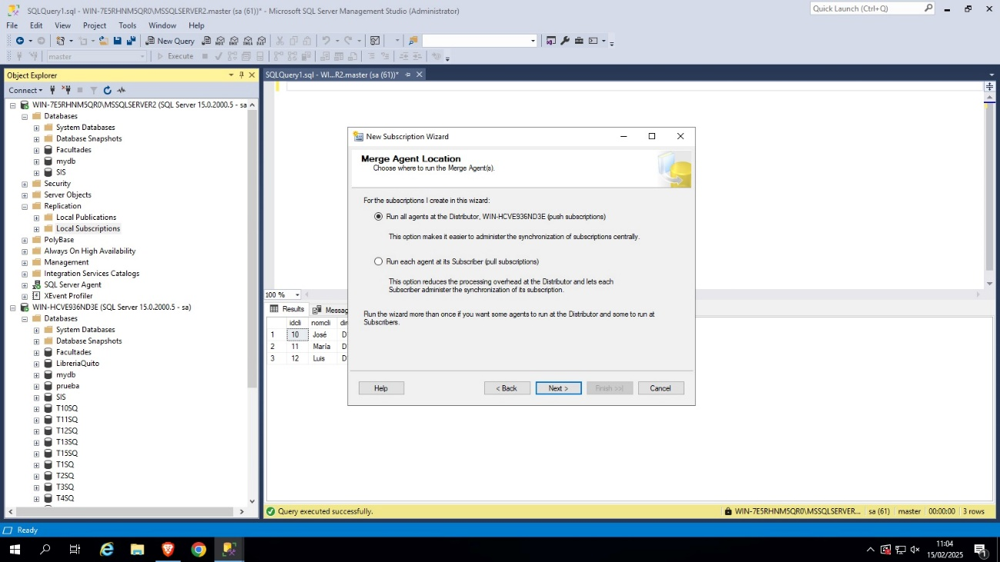 SQLQuery1.sql - WIN-7E5RHNM5QR0\MSSQLSERVER2.master (sa (61))* - Microsoft SQL Server Management Studio (Administrator)
Quick Launch (Ctrl+Q)
File Edit View Project Tools Window Help
New Query
master
Execute
Object Explorer
SQLQuery1.sql - WI...R2.master (sa (61))*
Connect
WIN-7E5RHNM5QR0\MSSQLSERVER2 (SQL Server 15.0.2000.5 - sa
Databases
System Databases
Database Snapshots
Facultades
mydb
SIS
Security
Server Objects
Replication
Local Publications
Local Subscriptions
PolyBase
Always On High Availability
Management
Integration Services Catalogs
SQL Server Agent
XEvent Profiler
WIN-HCVE936ND3E (SQL Server 15.0.2000.5 - sa)
Databases
System Databases
Database Snapshots
Facultades
LibreriaQuito
mydb
prueba
SIS
T10SQ
T11SQ
T12SQ
T13SQ
T15SQ
T1SQ
T2SQ
T3SQ
T4SQ
New Subscription Wizard
Merge Agent Location
Choose where to run the Merge Agent(s).
For the subscriptions I create in this wizard:
Run all agents at the Distributor, WIN-HCVE936ND3E (push subscriptions)
This option makes it easier to administer the synchronization of subscriptions centrally.
Run each agent at its Subscriber (pull subscriptions)
This option reduces the processing overhead at the Distributor and lets each
Subscriber administer the synchronization of its subscription.
Run the wizard more than once if you want some agents to run at the Distributor and some to run at
Subscribers.
Help < Back Next > Finish >>| Cancel
100 %
Results Messag
idcli nomcli dir
1 10 José D
2 11 María D
3 12 Luis D
Query executed successfully.
WIN-7E5RHNM5QR0\MSSQLSERVER... sa (61) master 00:00:00 3 rows
Ready
11:04
15/02/2025
1